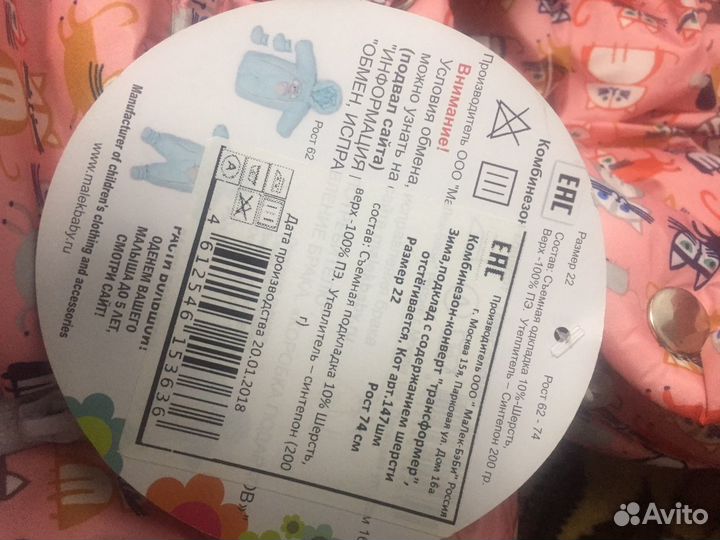 Производитель ООО "Ме
Внимание!
Условия обмена,
можно узнать на
(подвал сайта)
"ИНФОРМАЦИЯ
"ОБМЕН, ИСПРА
Рост 62
Комбинезон
EAC
Размер 22
Состав: Съемная одкладка 10%-Шерсть,
Верх -100% ПЭ
Утеплитель – Синтепон 200 гр.
Рост 62 - 74
EAC
Производитель ООО " МаЛек-БэБи" Россия
г. Москва 15я, Парковая ул. Дом 16а
Комбинезон-конверт "трансформер" ,
Зима,подклад с содержанием шерсти
отстёгивается, Кот арт.147шм
Размер 22
Рост 74 см
состав: Съемная подкладка 10% Шерсть,
верх -100% ПЭ, Утеплитель – синтепон (200
г)
Дата производства 20.01.2018
A
4 612546 153636
ОДЕНЕМ ВАШЕГО
МАЛЫША ДО 5 ЛЕТ,
СМОТРИ САЙТ!
www.malekbaby.ru
Manufacturer of children's clothing and accessories
Avito